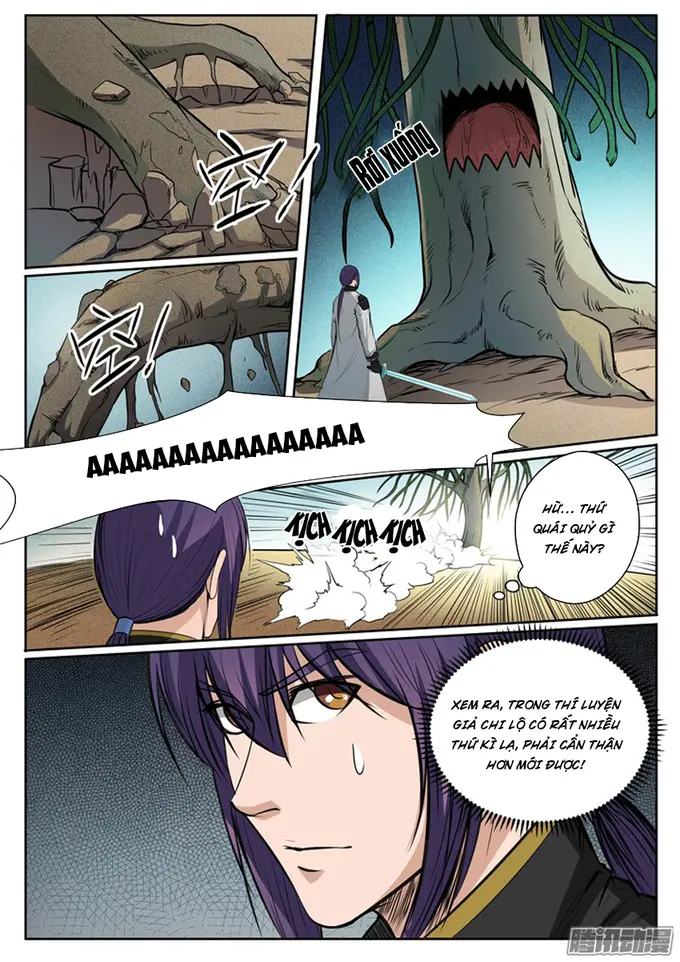 空!
RƠI XUỐNG
空!
AAAAAAAAAAAAAAAAA
KỊCH KỊCH KỊCH
HỪ... THỨ
QUÁI QUỶ GÌ
THẾ NÀY?
XEM RA, TRONG THÍ LUYỆN
GIẢ CHI LỘ CÓ RẤT NHIỀU
THỨ KÌ LẠ, PHẢI CẨN THẬN
HƠN MỚI ĐƯỢC!
腾讯动漫